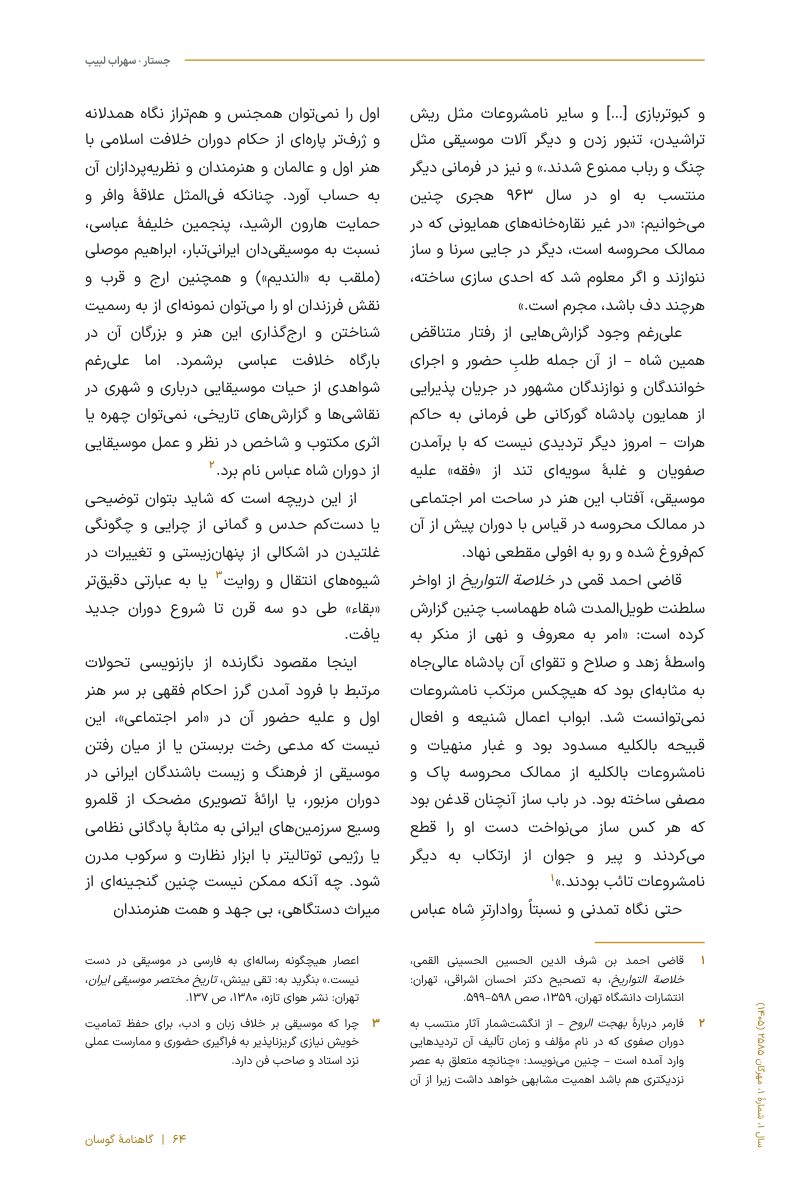 جستار · سهراب لبیب
و کبوتربازی [...] و سایر نامشروعات مثل ریش
تراشیدن، تنبور زدن و دیگر آلات موسیقی مثل
چنگ و رباب ممنوع شدند.» و نیز در فرمانی دیگر
منتسب به او در سال ۹۶۳ هجری چنین
می‌خوانیم: «در غیر نقاره‌خانه‌های همایونی که در
ممالک محروسه است، دیگر در جایی سرنا و ساز
ننوازند و اگر معلوم شد که احدی سازی ساخته،
هرچند دف باشد، مجرم است.»
علی‌رغم وجود گزارش‌هایی از رفتار متناقض
همین شاه – از آن جمله طلبِ حضور و اجرای
خوانندگان و نوازندگان مشهور در جریان پذیرایی
از همایون پادشاه گورکانی طی فرمانی به حاکم
هرات – امروز دیگر تردیدی نیست که با برآمدن
صفویان و غلبهٔ سویه‌ای تند از «فقه» علیه
موسیقی، آفتاب این هنر در ساحت امر اجتماعی
در ممالک محروسه در قیاس با دوران پیش از آن
کم‌فروغ شده و رو به افولی مقطعی نهاد.
قاضی احمد قمی در خلاصة التواریخ از اواخر
سلطنت طویل‌المدت شاه طهماسب چنین گزارش
کرده است: «امر به معروف و نهی از منکر به
واسطهٔ زهد و صلاح و تقوای آن پادشاه عالی‌جاه
به مثابه‌ای بود که هیچکس مرتکب نامشروعات
نمی‌توانست شد. ابواب اعمال شنیعه و افعال
قبیحه بالکلیه مسدود بود و غبار منهیات و
نامشروعات بالکلیه از ممالک محروسه پاک و
مصفی ساخته بود. در باب ساز آنچنان قدغن بود
که هر کس ساز می‌نواخت دست او را قطع
می‌کردند و پیر و جوان از ارتکاب به دیگر
نامشروعات تائب بودند.»۱
حتی نگاه تمدنی و نسبتاً روادارترِ شاه عباس
اول را نمی‌توان همجنس و هم‌تراز نگاه همدلانه
و ژرف‌تر پاره‌ای از حکام دوران خلافت اسلامی با
هنر اول و عالمان و هنرمندان و نظریه‌پردازان آن
به حساب آورد. چنانکه فی‌المثل علاقهٔ وافر و
حمایت هارون الرشید، پنجمین خلیفهٔ عباسی،
نسبت به موسیقی‌دان ایرانی‌تبار، ابراهیم موصلی
(ملقب به «الندیم») و همچنین ارج و قرب و
نقش فرزندان او را می‌توان نمونه‌ای از به رسمیت
شناختن و ارج‌گذاری این هنر و بزرگان آن در
بارگاه خلافت عباسی برشمرد. اما علی‌رغم
شواهدی از حیات موسیقایی درباری و شهری در
نقاشی‌ها و گزارش‌های تاریخی، نمی‌توان چهره یا
اثری مکتوب و شاخص در نظر و عمل موسیقایی
از دوران شاه عباس نام برد.۲
از این دریچه است که شاید بتوان توضیحی
یا دست‌کم حدس و گمانی از چرایی و چگونگی
غلتیدن در اشکالی از پنهان‌زیستی و تغییرات در
شیوه‌های انتقال و روایت۳ یا به عبارتی دقیق‌تر
«بقاء» طی دو سه قرن تا شروع دوران جدید
یافت.
اینجا مقصود نگارنده از بازنویسی تحولات
مرتبط با فرود آمدن گرز احکام فقهی بر سر هنر
اول و علیه حضور آن در «امر اجتماعی»، این
نیست که مدعی رخت بربستن یا از میان رفتن
موسیقی از فرهنگ و زیست باشندگان ایرانی در
دوران مزبور، یا ارائهٔ تصویری مضحک از قلمرو
وسیع سرزمین‌های ایرانی به مثابهٔ پادگانی نظامی
یا رژیمی توتالیتر با ابزار نظارت و سرکوب مدرن
شود. چه آنکه ممکن نیست چنین گنجینه‌ای از
میراث دستگاهی، بی جهد و همت هنرمندان
۱ قاضی احمد بن شرف الدین الحسین الحسینی القمی،
خلاصة التواریخ، به تصحیح دکتر احسان اشراقی، تهران:
انتشارات دانشگاه تهران، ۱۳۵۹، صص ۵۹۸–۵۹۹.
۲ فارمر دربارهٔ بهجت الروح – از انگشت‌شمار آثار منتسب به
دوران صفوی که در نام مؤلف و زمان تألیف آن تردیدهایی
وارد آمده است – چنین می‌نویسد: «چنانچه متعلق به عصر
نزدیکتری هم باشد اهمیت مشابهی خواهد داشت زیرا از آن
اعصار هیچگونه رساله‌ای به فارسی در موسیقی در دست
نیست.» بنگرید به: تقی بینش، تاریخ مختصر موسیقی ایران،
تهران: نشر هوای تازه، ۱۳۸۰، ص ۱۳۷.
۳ چرا که موسیقی بر خلاف زبان و ادب، برای حفظ تمامیت
خویش نیازی گریزناپذیر به فراگیری حضوری و ممارست عملی
نزد استاد و صاحب فن دارد.
سال ۱، شمارهٔ ۱، مهرگان ۲۵۸۵ (۱۴۰۵)
۶۴ | گاهنامهٔ گوسان